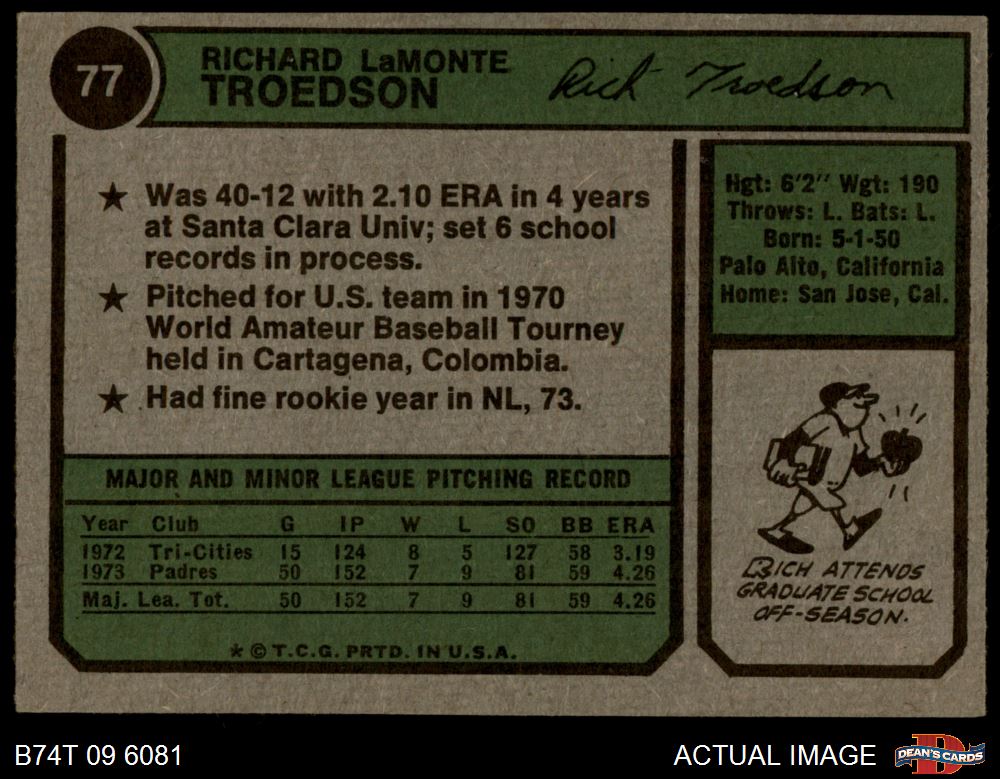 77
RICHARD LaMONTE
TROEDSON
Rich Troedson
★ Was 40-12 with 2.10 ERA in 4 years
at Santa Clara Univ; set 6 school
records in process.
★ Pitched for U.S. team in 1970
World Amateur Baseball Tourney
held in Cartagena, Colombia.
★ Had fine rookie year in NL, 73.
Hgt: 6'2" Wgt: 190
Throws: L. Bats: L.
Born: 5-1-50
Palo Alto, California
Home: San Jose, Cal.
RICH ATTENDS
GRADUATE SCHOOL
OFF-SEASON.
MAJOR AND MINOR LEAGUE PITCHING RECORD
Year Club G IP W L SO BB ERA
1972 Tri-Cities 15 124 8 5 127 58 3.19
1973 Padres 50 152 7 9 81 59 4.26
Maj. Lea. Tot. 50 152 7 9 81 59 4.26
* © T.C.G. PRTD. IN U.S.A.
B74T 09 6081
ACTUAL IMAGE
DEAN'S CARDS